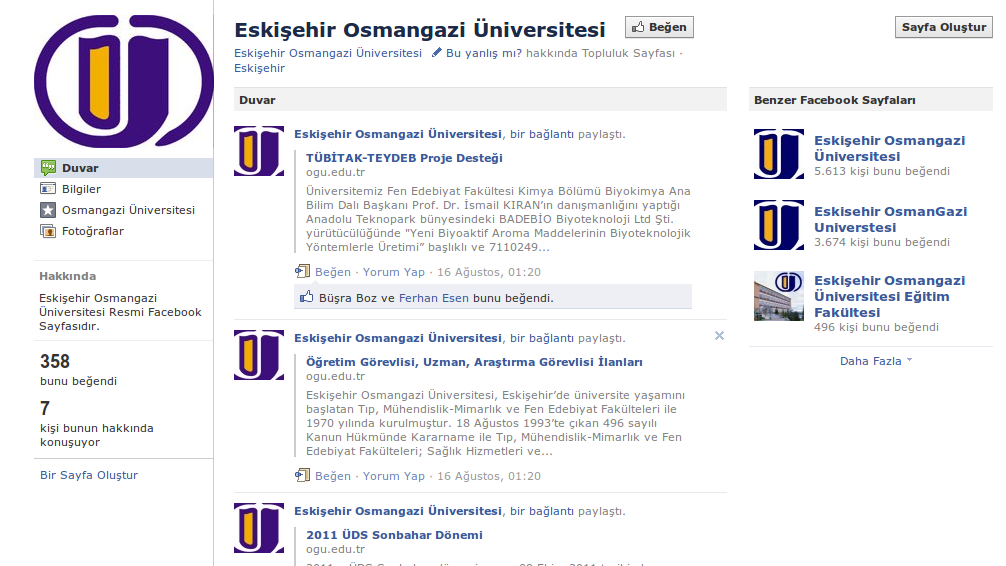 Eskişehir Osmangazi Üniversitesi
Beğen
Sayfa Oluştur
Eskişehir Osmangazi Üniversitesi Bu yanlış mı? hakkında Topluluk Sayfası ·
Eskişehir
Duvar
Bilgiler
Osmangazi Üniversitesi
Fotoğraflar
Hakkında
Eskişehir Osmangazi
Üniversitesi Resmi Facebook
Sayfasıdır.
358
bunu beğendi
7
kişi bunun hakkında
konuşuyor
Bir Sayfa Oluştur
Duvar
Eskişehir Osmangazi Üniversitesi, bir bağlantı paylaştı.
TÜBİTAK-TEYDEB Proje Desteği
ogu.edu.tr
Üniversitemiz Fen Edebiyat Fakültesi Kimya Bölümü Biyokimya Ana
Bilim Dalı Başkanı Prof. Dr. İsmail KIRAN’ın danışmanlığını yaptığı
Anadolu Teknopark bünyesindeki BADEBİO Biyoteknoloji Ltd Şti.
yürütücülüğünde "Yeni Biyoaktif Aroma Maddelerinin Biyoteknolojik
Yöntemlerle Üretimi” başlıklı ve 7110249...
Beğen · Yorum Yap · 16 Ağustos, 01:20
Büşra Boz ve Ferhan Esen bunu beğendi.
Eskişehir Osmangazi Üniversitesi, bir bağlantı paylaştı.
Öğretim Görevlisi, Uzman, Araştırma Görevlisi İlanları
ogu.edu.tr
Eskişehir Osmangazi Üniversitesi, Eskişehir’de üniversite yaşamını
başlatan Tıp, Mühendislik-Mimarlık ve Fen Edebiyat Fakülteleri ile
1970 yılında kurulmuştur. 18 Ağustos 1993’te çıkan 496 sayılı
Kanun Hükmünde Kararname ile Tıp, Mühendislik-Mimarlık ve Fen
Edebiyat Fakülteleri; Sağlık Hizmetleri ve...
Beğen · Yorum Yap · 16 Ağustos, 01:20
Eskişehir Osmangazi Üniversitesi, bir bağlantı paylaştı.
2011 ÜDS Sonbahar Dönemi
ogu.edu.tr
Benzer Facebook Sayfaları
Eskişehir Osmangazi
Üniversitesi
5.613 kişi bunu beğendi
Eskisehir OsmanGazi
Universtesi
3.674 kişi bunu beğendi
Eskişehir Osmangazi
Üniversitesi Eğitim
Fakültesi
496 kişi bunu beğendi
Daha Fazla